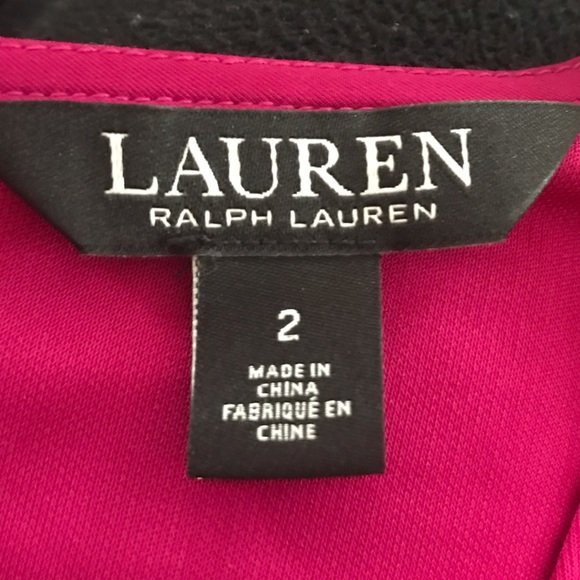 LAUREN
RALPH LAUREN
2
MADE IN
CHINA
FABRIQUÉ EN
CHINE